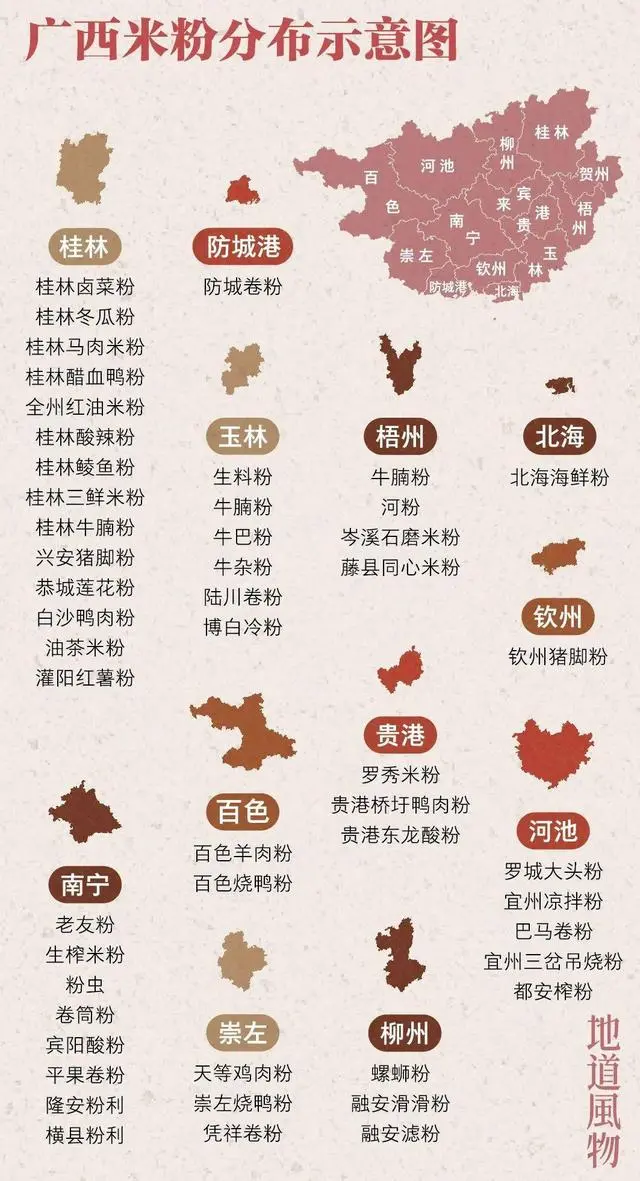 广西米粉分布示意图
桂林
柳州
河池
百色
贺州
来宾
梧州
贵港
南宁
崇左
玉林
钦州
防城港
北海
桂林
桂林卤菜粉
桂林冬瓜粉
桂林马肉米粉
桂林醋血鸭粉
全州红油米粉
桂林酸辣粉
桂林鲮鱼粉
桂林三鲜米粉
桂林牛腩粉
兴安猪脚粉
恭城莲花粉
白沙鸭肉粉
油茶米粉
灌阳红薯粉
防城港
防城卷粉
玉林
生料粉
牛腩粉
牛巴粉
牛杂粉
陆川卷粉
博白冷粉
梧州
牛腩粉
河粉
岑溪石磨米粉
藤县同心米粉
北海
北海海鲜粉
钦州
钦州猪脚粉
百色
百色羊肉粉
百色烧鸭粉
贵港
罗秀米粉
贵港桥圩鸭肉粉
贵港东龙酸粉
河池
罗城大头粉
宜州凉拌粉
巴马卷粉
宜州三岔吊烧粉
都安榨粉
南宁
老友粉
生榨米粉
粉虫
卷筒粉
宾阳酸粉
平果卷粉
隆安粉利
横县粉利
崇左
天等鸡肉粉
崇左烧鸭粉
凭祥卷粉
柳州
螺蛳粉
融安滑滑粉
融安滤粉
地道風物